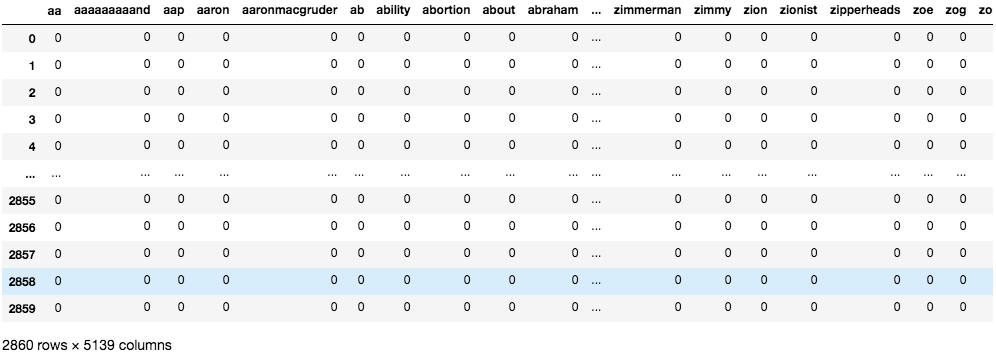 aa aaaaaaaaand aap aaron aaronmacgruder ab ability abortion about abraham ... zimmerman zimmy zion zionist zipperheads zoe zog zo
0 0 0 0 0 0 0 0 0 0 0 ... 0 0 0 0 0 0 0
1 0 0 0 0 0 0 0 0 0 0 ... 0 0 0 0 0 0 0
2 0 0 0 0 0 0 0 0 0 0 ... 0 0 0 0 0 0 0
3 0 0 0 0 0 0 0 0 0 0 ... 0 0 0 0 0 0 0
4 0 0 0 0 0 0 0 0 0 0 ... 0 0 0 0 0 0 0
... ... ... ... ... ... ... ... ... ... ... ... ... ... ... ... ... ... ...
2855 0 0 0 0 0 0 0 0 0 0 ... 0 0 0 0 0 0 0
2856 0 0 0 0 0 0 0 0 0 0 ... 0 0 0 0 0 0 0
2857 0 0 0 0 0 0 0 0 0 0 ... 0 0 0 0 0 0 0
2858 0 0 0 0 0 0 0 0 0 0 ... 0 0 0 0 0 0 0
2859 0 0 0 0 0 0 0 0 0 0 ... 0 0 0 0 0 0 0
2860 rows × 5139 columns